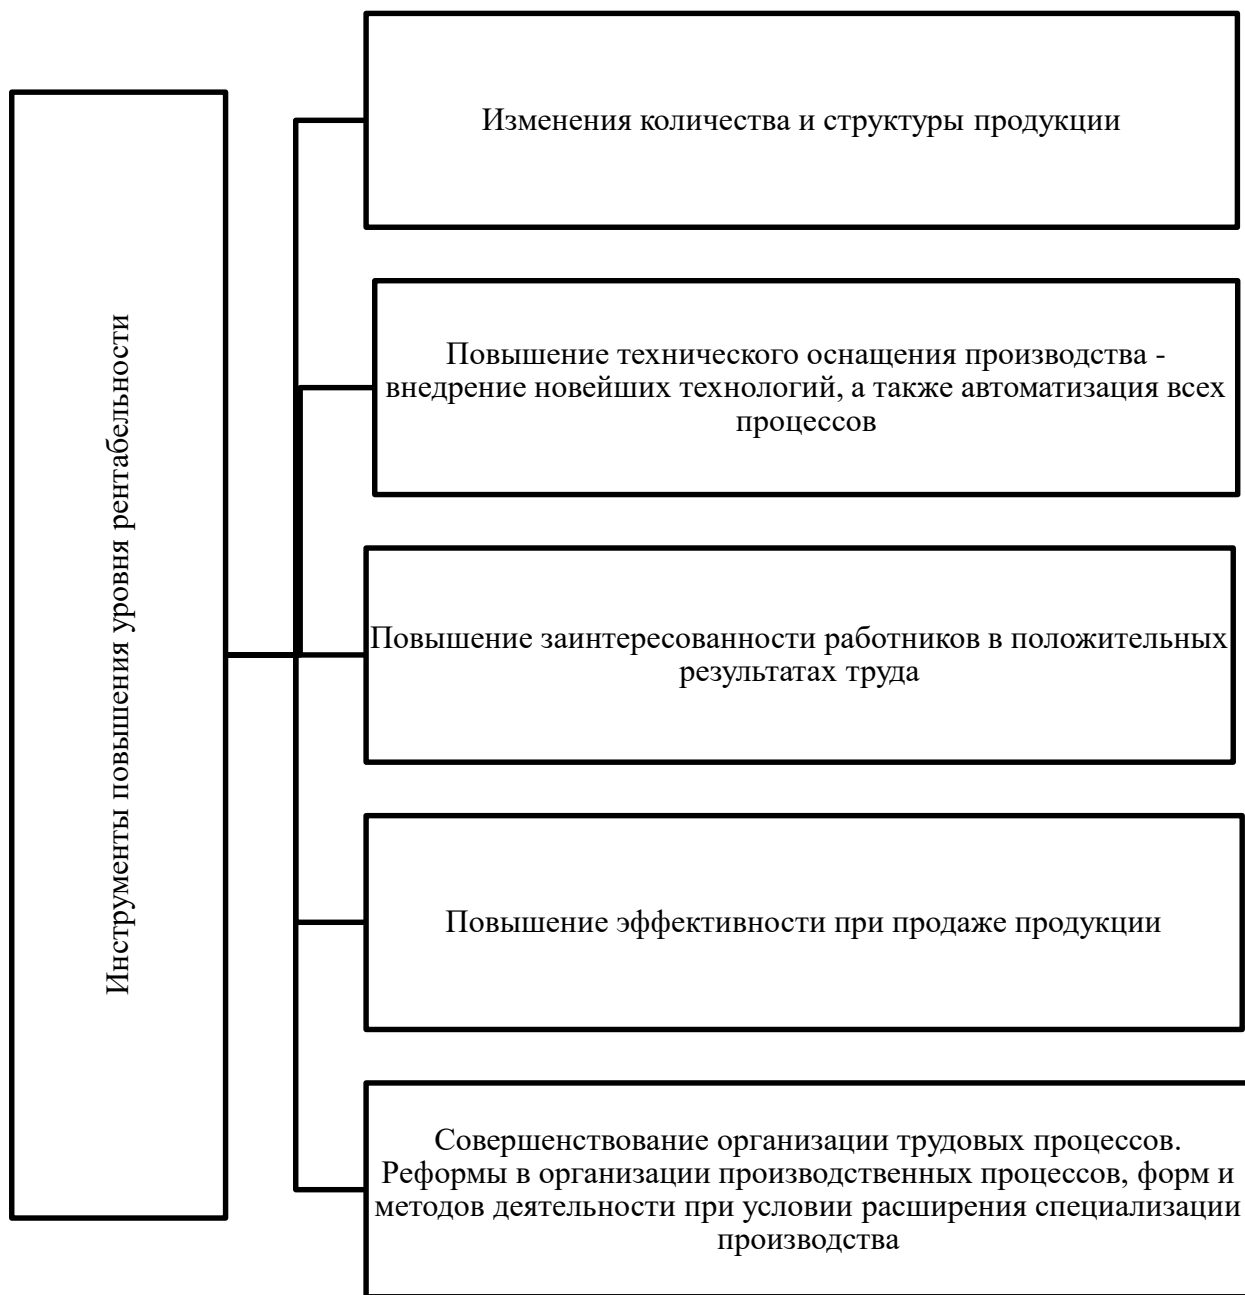 Инструменты повышения уровня рентабельности
Изменения количества и структуры продукции
Повышение технического оснащения производства -
внедрение новейших технологий, а также автоматизация всех
процессов
Повышение заинтересованности работников в положительных
результатах труда
Повышение эффективности при продаже продукции
Совершенствование организации трудовых процессов.
Реформы в организации производственных процессов, форм и
методов деятельности при условии расширения специализации
производства